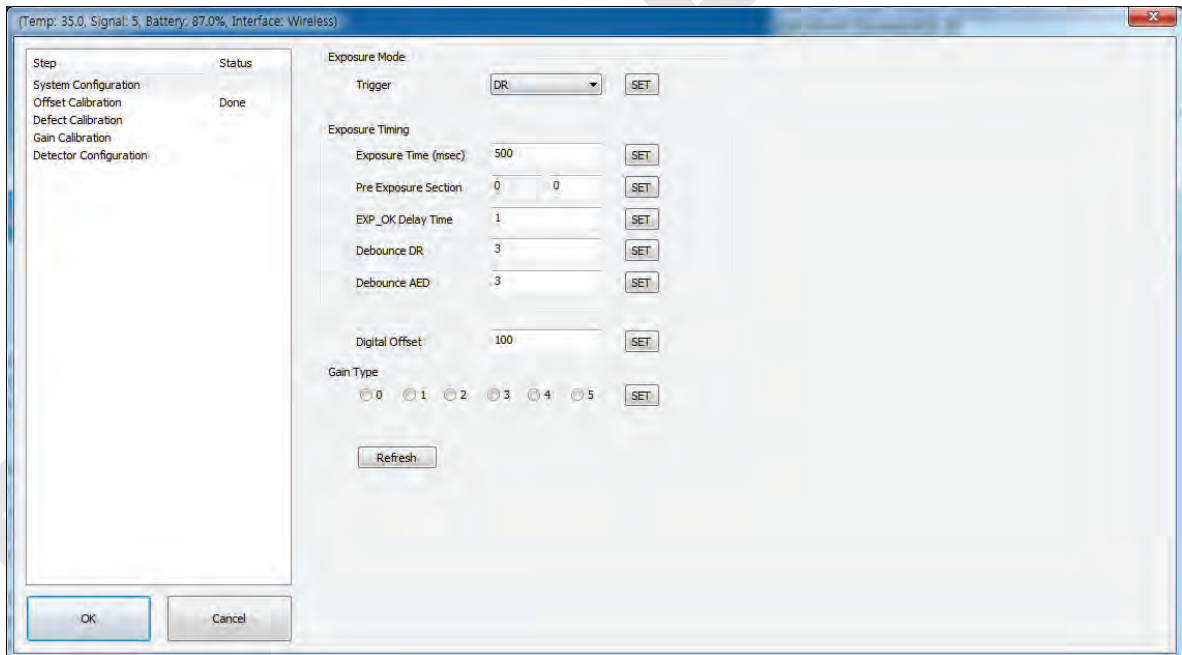 (Temp: 35.0, Signal: 5, Battery: 87.0%, Interface: Wireless)
Step Status
System Configuration
Offset Calibration Done
Defect Calibration
Gain Calibration
Detector Configuration
OK Cancel
Exposure Mode
Trigger DR SET
Exposure Timing
Exposure Time (msec) 500 SET
Pre Exposure Section 0 0 SET
EXP_OK Delay Time 1 SET
Debounce DR 3 SET
Debounce AED 3 SET
Digital Offset 100 SET
Gain Type
0 1 2 3 4 5 SET
Refresh